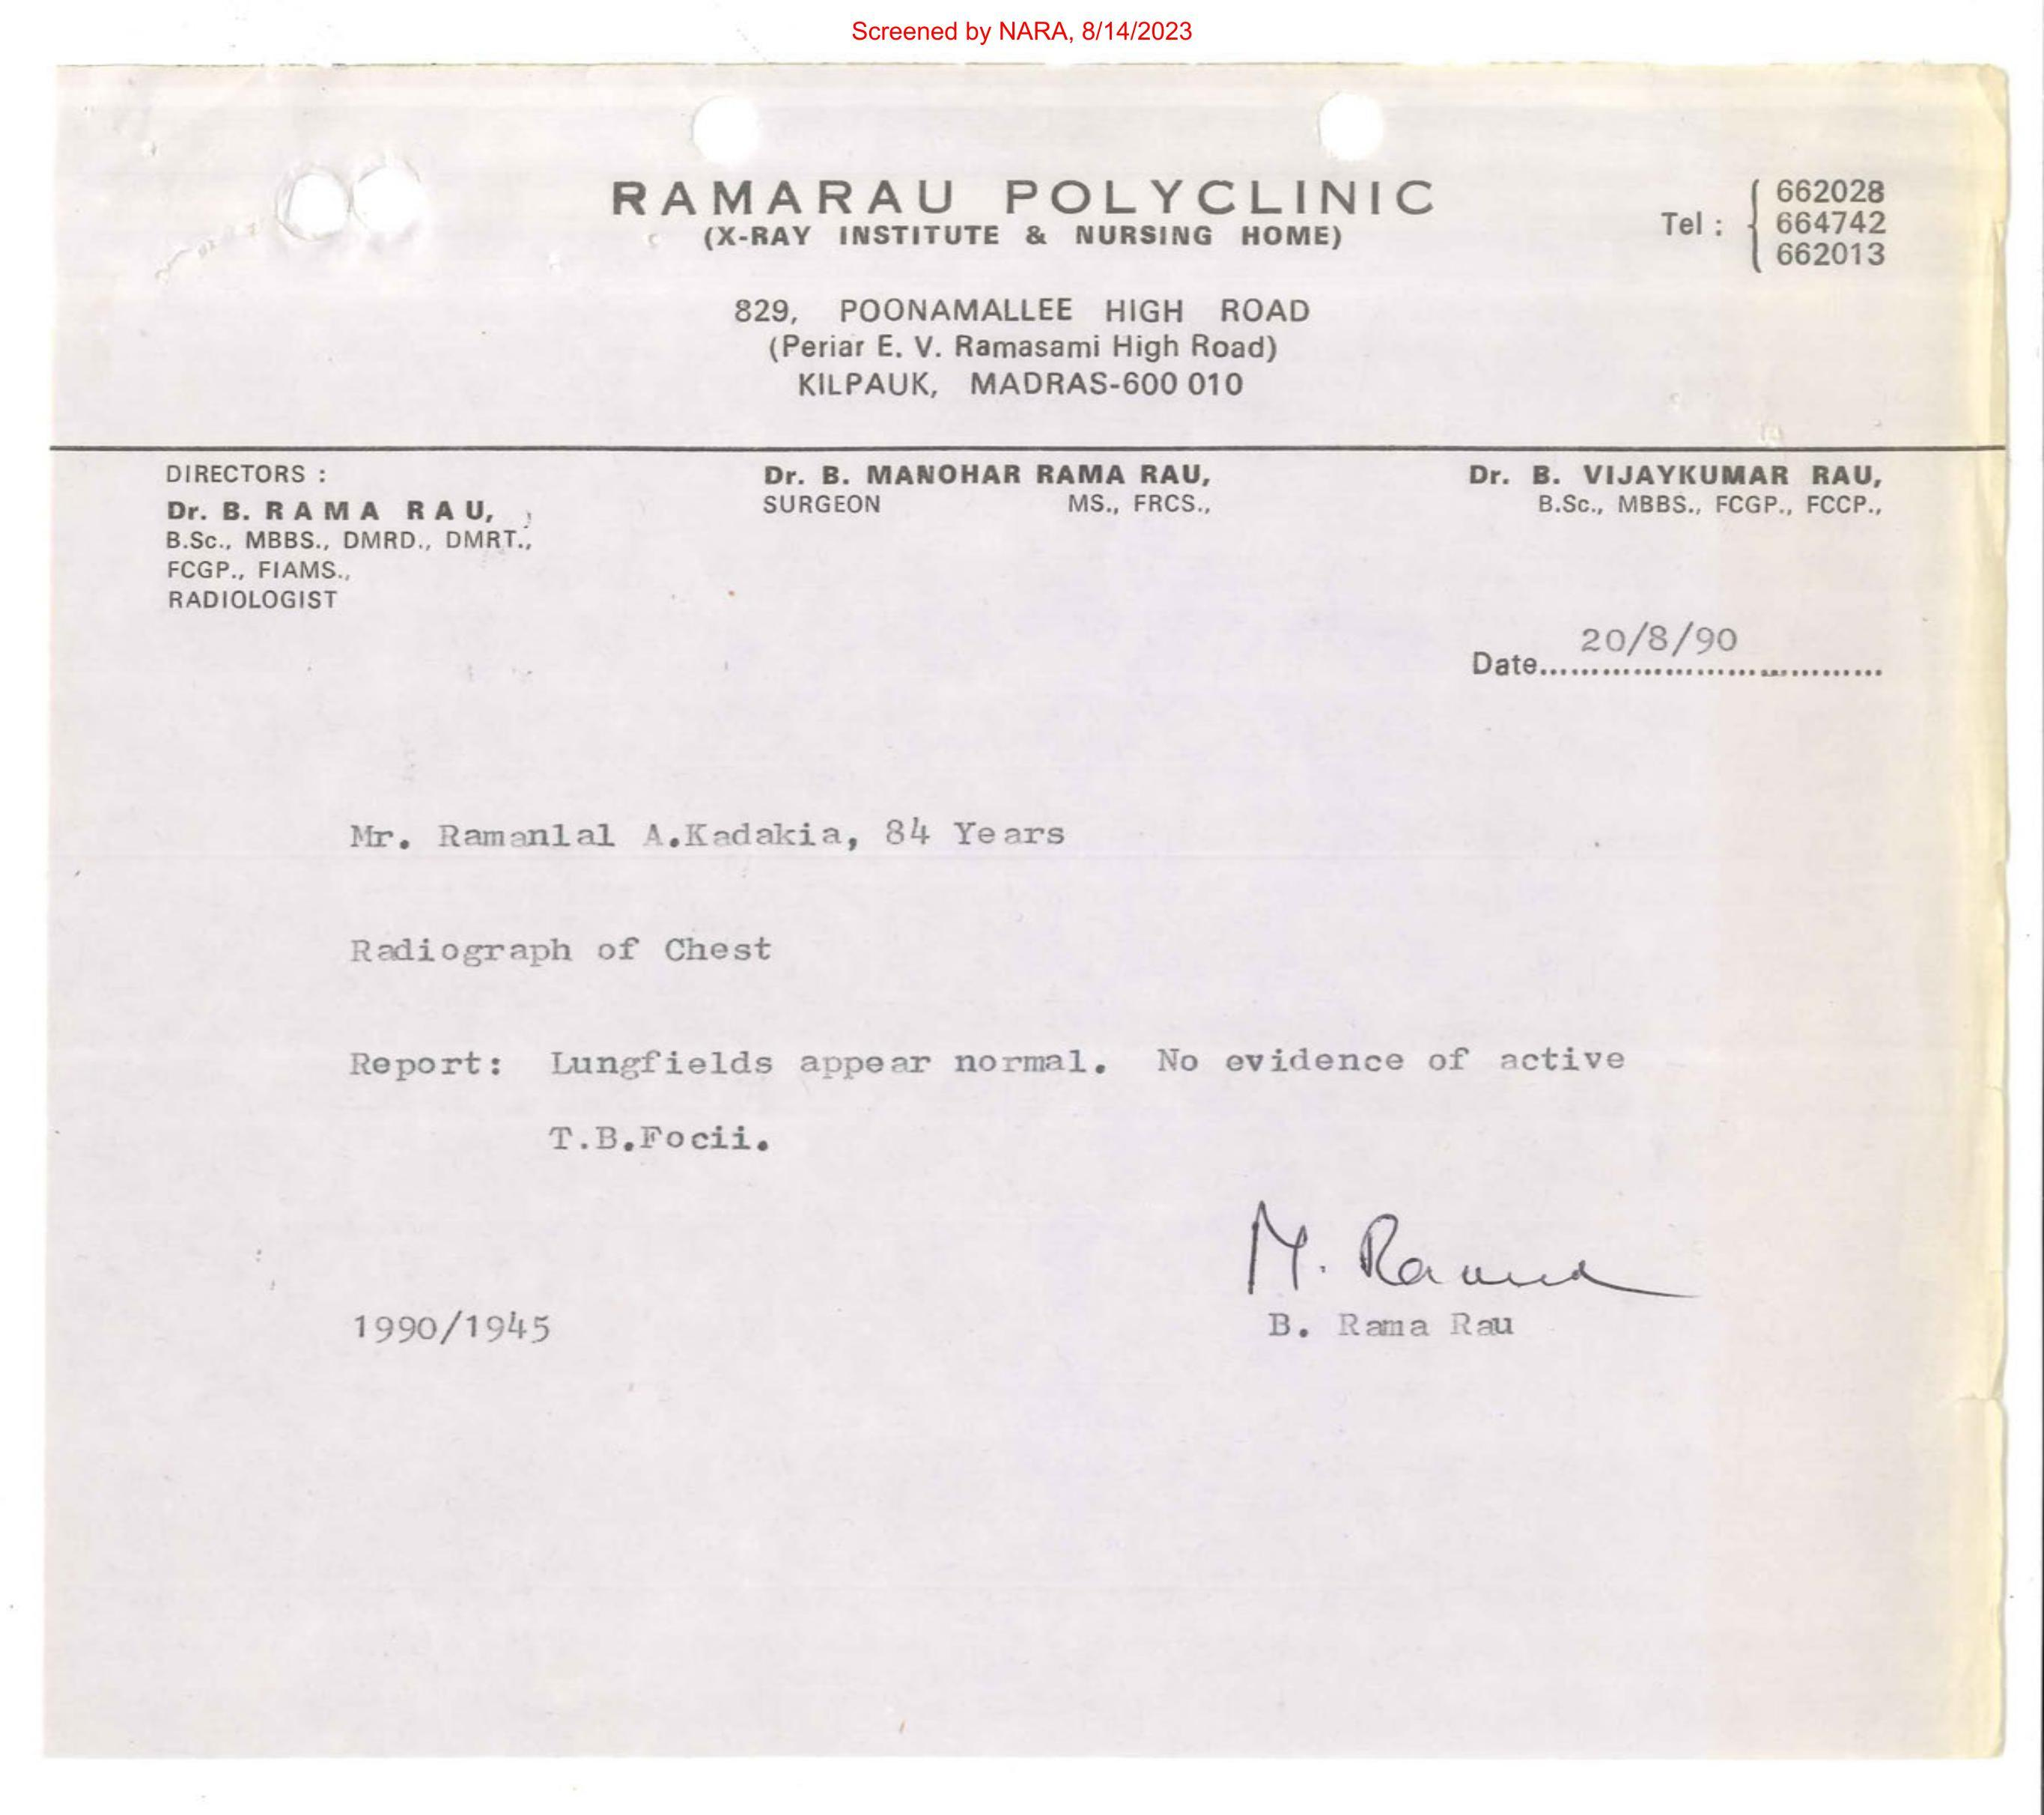 Screened by NARA, 8/14/2023
RAMARAU POLYCLINIC
(X-RAY INSTITUTE & NURSING HOME)
Tel : 662028
664742
662013
829, POONAMALLEE HIGH ROAD
(Periar E. V. Ramasami High Road)
KILPAUK, MADRAS-600 010
DIRECTORS :
Dr. B. RAMA RAU,
B.Sc., MBBS., DMRD., DMRT.,
FCGP., FIAMS.,
RADIOLOGIST
Dr. B. MANOHAR RAMA RAU,
SURGEON MS., FRCS.,
Dr. B. VIJAYKUMAR RAU,
B.Sc., MBBS., FCGP., FCCP.,
Date 20/8/90
Mr. Ramanlal A.Kadakia, 84 Years
Radiograph of Chest
Report: Lungfields appear normal. No evidence of active
T.B.Focii.
M.
B. Rama Rau
1990/1945